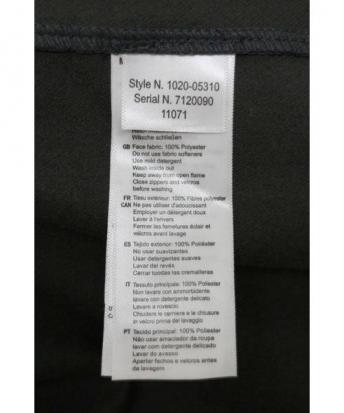 Style N. 1020-05310
Serial N. 7120090
11071
Wäsche schließen
GB Face fabric: 100% Polyester
Do not use fabric softeners
Use mild detergent
Wash inside out
Keep away from open flame
Close zippers and velcros
before washing
FR Tissu extérieur: 100% Fibres polyester
CAN Ne pas utiliser d'adoucissant
Employer un détergent doux
Laver à l'envers
Fermer les fermetures éclair et
velcros avant lavage
ES Tejido exterior: 100% Poliéster
No usar suavizantes
Usar detergentes suaves
Lavar del revés
Cerrar todas las cremalleras
IT Tessuto principale: 100% Poliestere
Non lavare con ammorbidente
lavare con detergente delicato
Lavare a rovescio
Chiudere le cerniere e le chiusure
in velcro prima del lavaggio
PT Tecido principal: 100% Poliester
Não usar amaciador da roupa
lavar com detergente delicado
Lavar do avesso
Apertar fechos e velcros antes
da lavagem